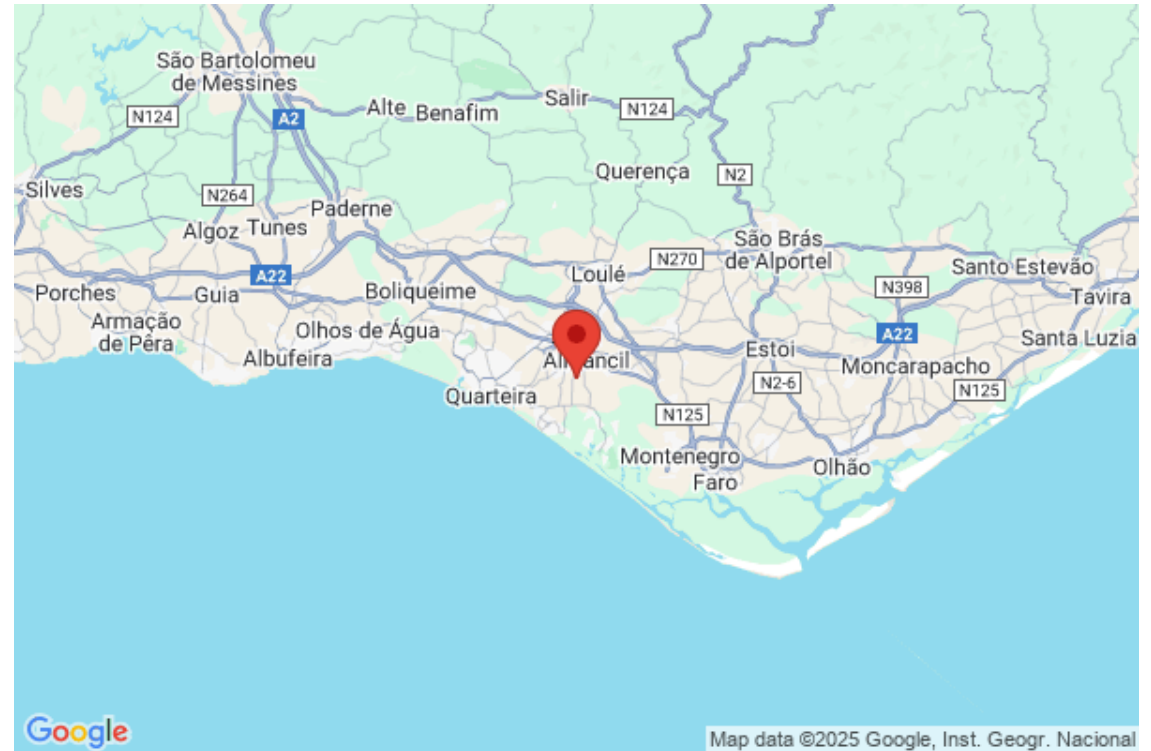 São Bartolomeu
de Messines
N124
A2
Alte
Benafim
Salir
N124
Querença
N2
Silves
N264
Paderne
Algoz
Tunes
São Brás
de Alportel
N270
Loulé
Santo Estevão
A22
Porches
Guia
Boliqueime
N398
Tavira
Armação
de Pêra
Olhos de Água
Albufeira
A22
Santa Luzia
Estoi
Moncarapacho
Quarteira
N2-6
N125
N125
Montenegro
Faro
Olhão
Google
Map data ©2025 Google, Inst. Geogr. Nacional